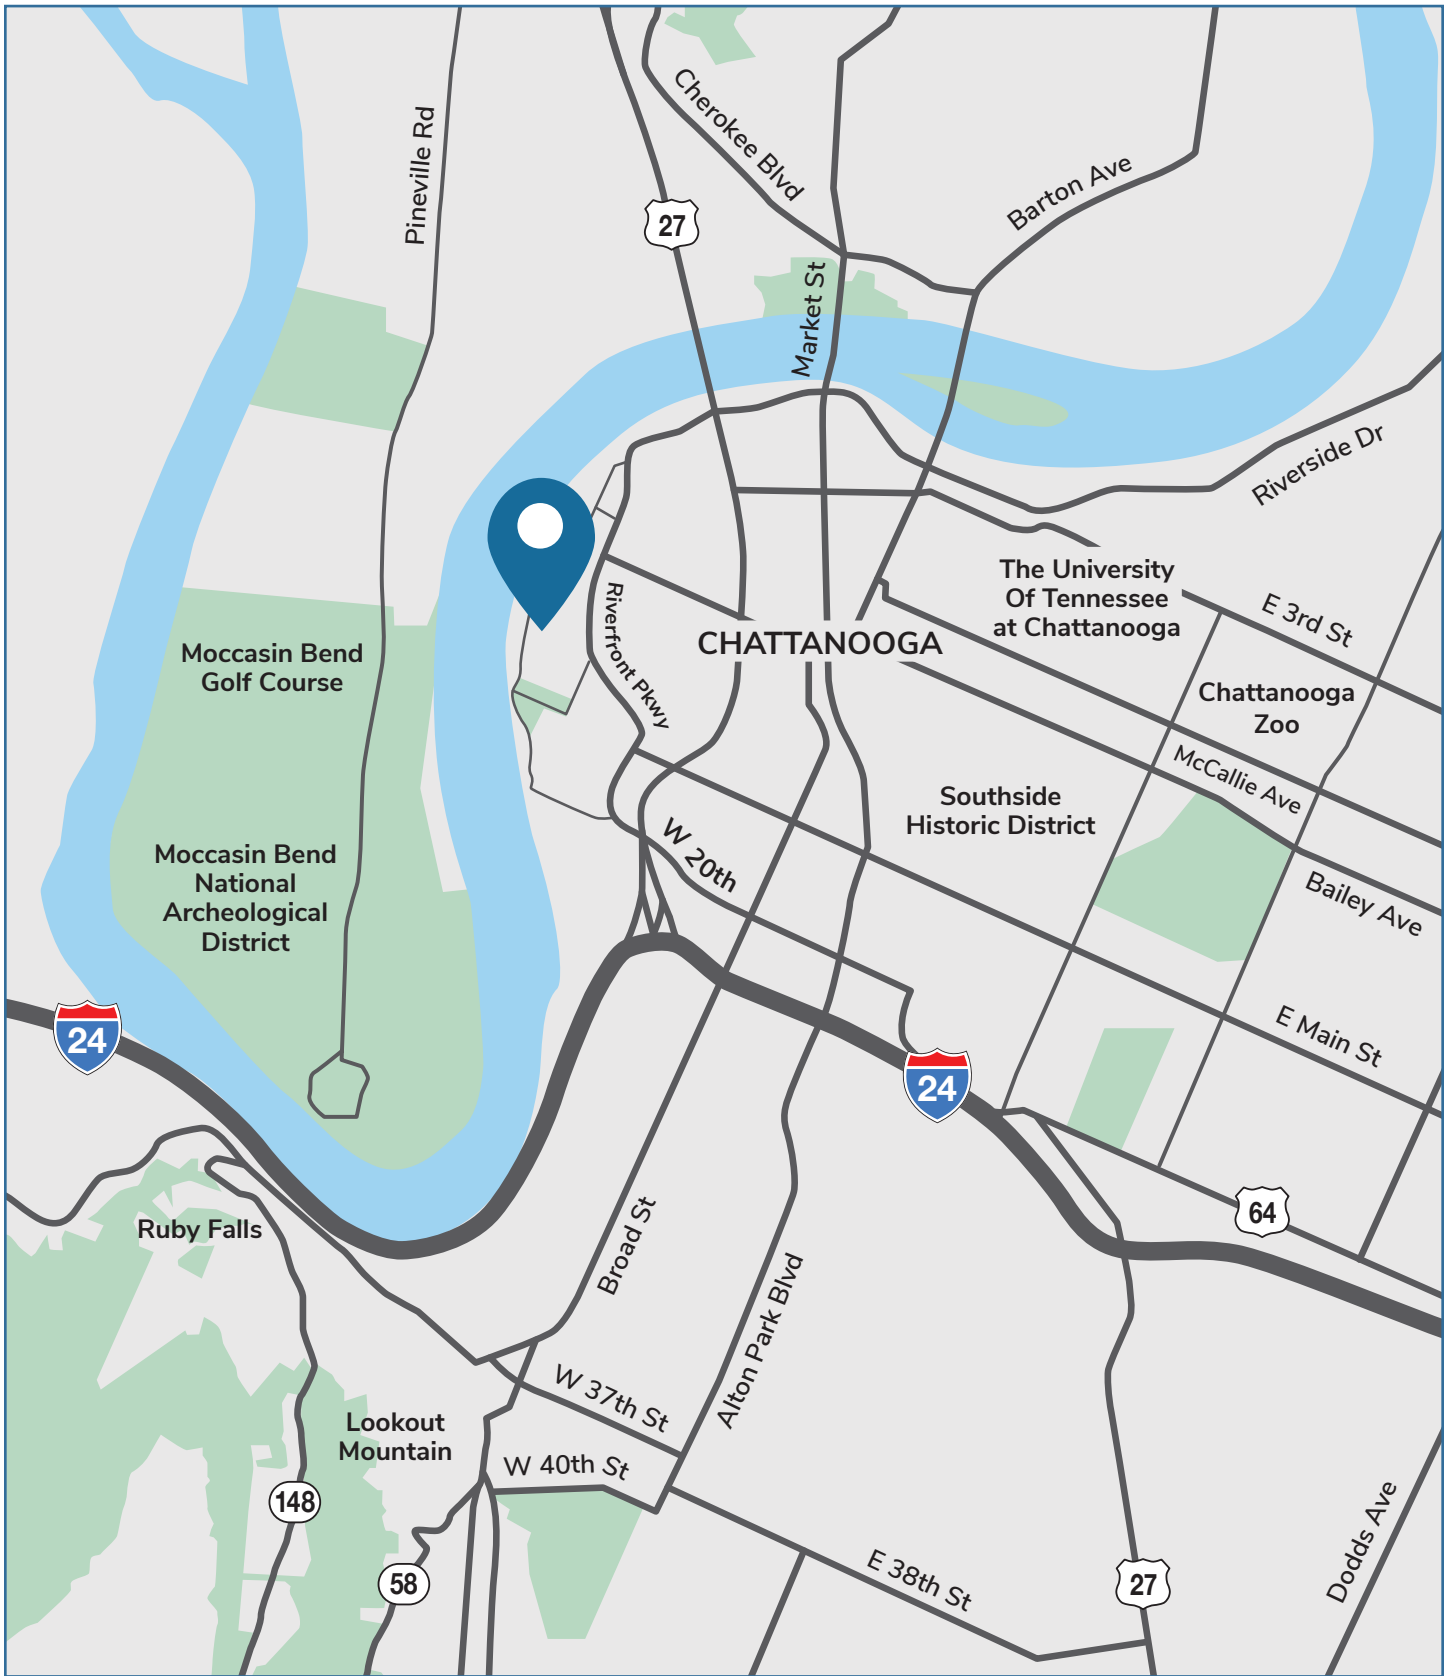 Cherokee Blvd
Pineville Rd
Barton Ave
27
Market St
Riverside Dr
The University
Of Tennessee
at Chattanooga
E 3rd St
Riverfront Pkwy
CHATTANOOGA
Moccasin Bend
Golf Course
Chattanooga
Zoo
McCallie Ave
Southside
Historic District
W 20th
Moccasin Bend
National
Archeological
District
Bailey Ave
24
E Main St
24
64
Ruby Falls
Broad St
Alton Park Blvd
W 37th St
Lookout
Mountain
W 40th St
148
58
E 38th St
27
Dodds Ave